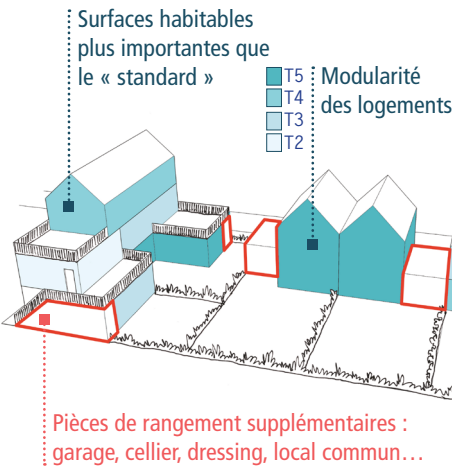 Surfaces habitables
plus importantes que
le « standard »
T5
T4
T3
T2
Modularité
des logements
Pièces de rangement supplémentaires :
garage, cellier, dressing, local commun…